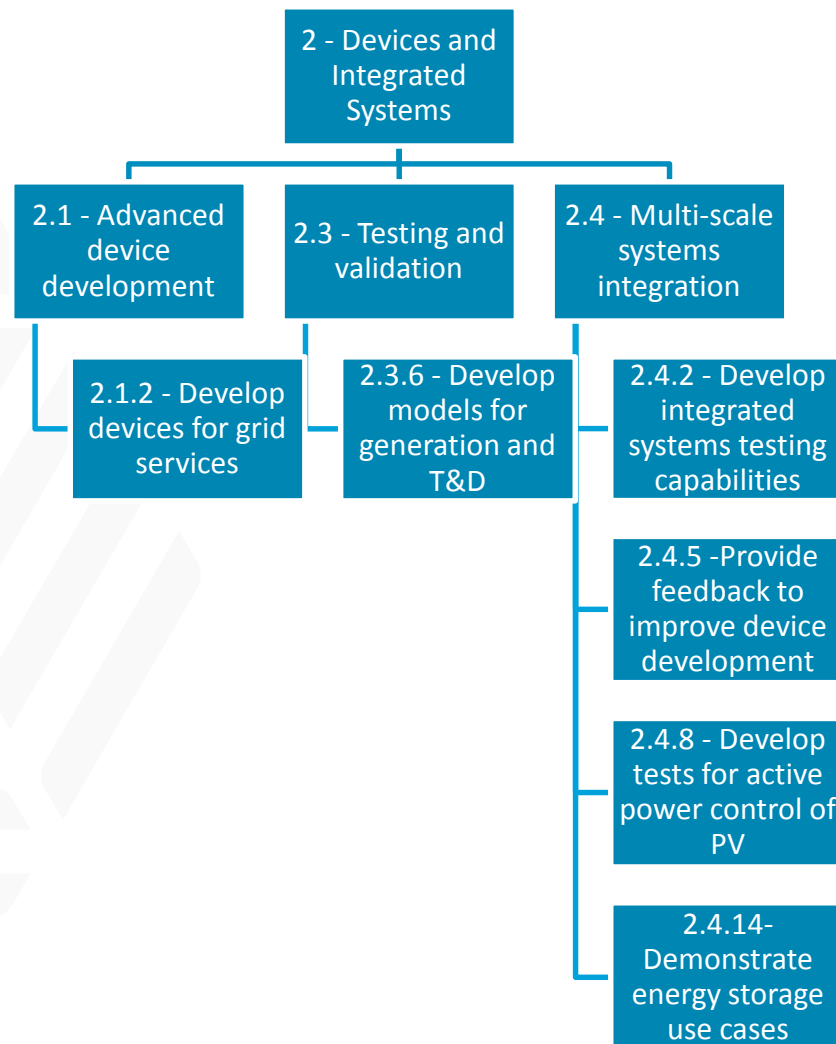 2 - Devices and
Integrated
Systems
2.1 - Advanced
device
development
2.3 - Testing and
validation
2.4 - Multi-scale
systems
integration
2.1.2 - Develop
devices for grid
services
2.3.6 - Develop
models for
generation and
T&D
2.4.2 - Develop
integrated
systems testing
capabilities
2.4.5 -Provide
feedback to
improve device
development
2.4.8 - Develop
tests for active
power control of
PV
2.4.14-
Demonstrate
energy storage
use cases